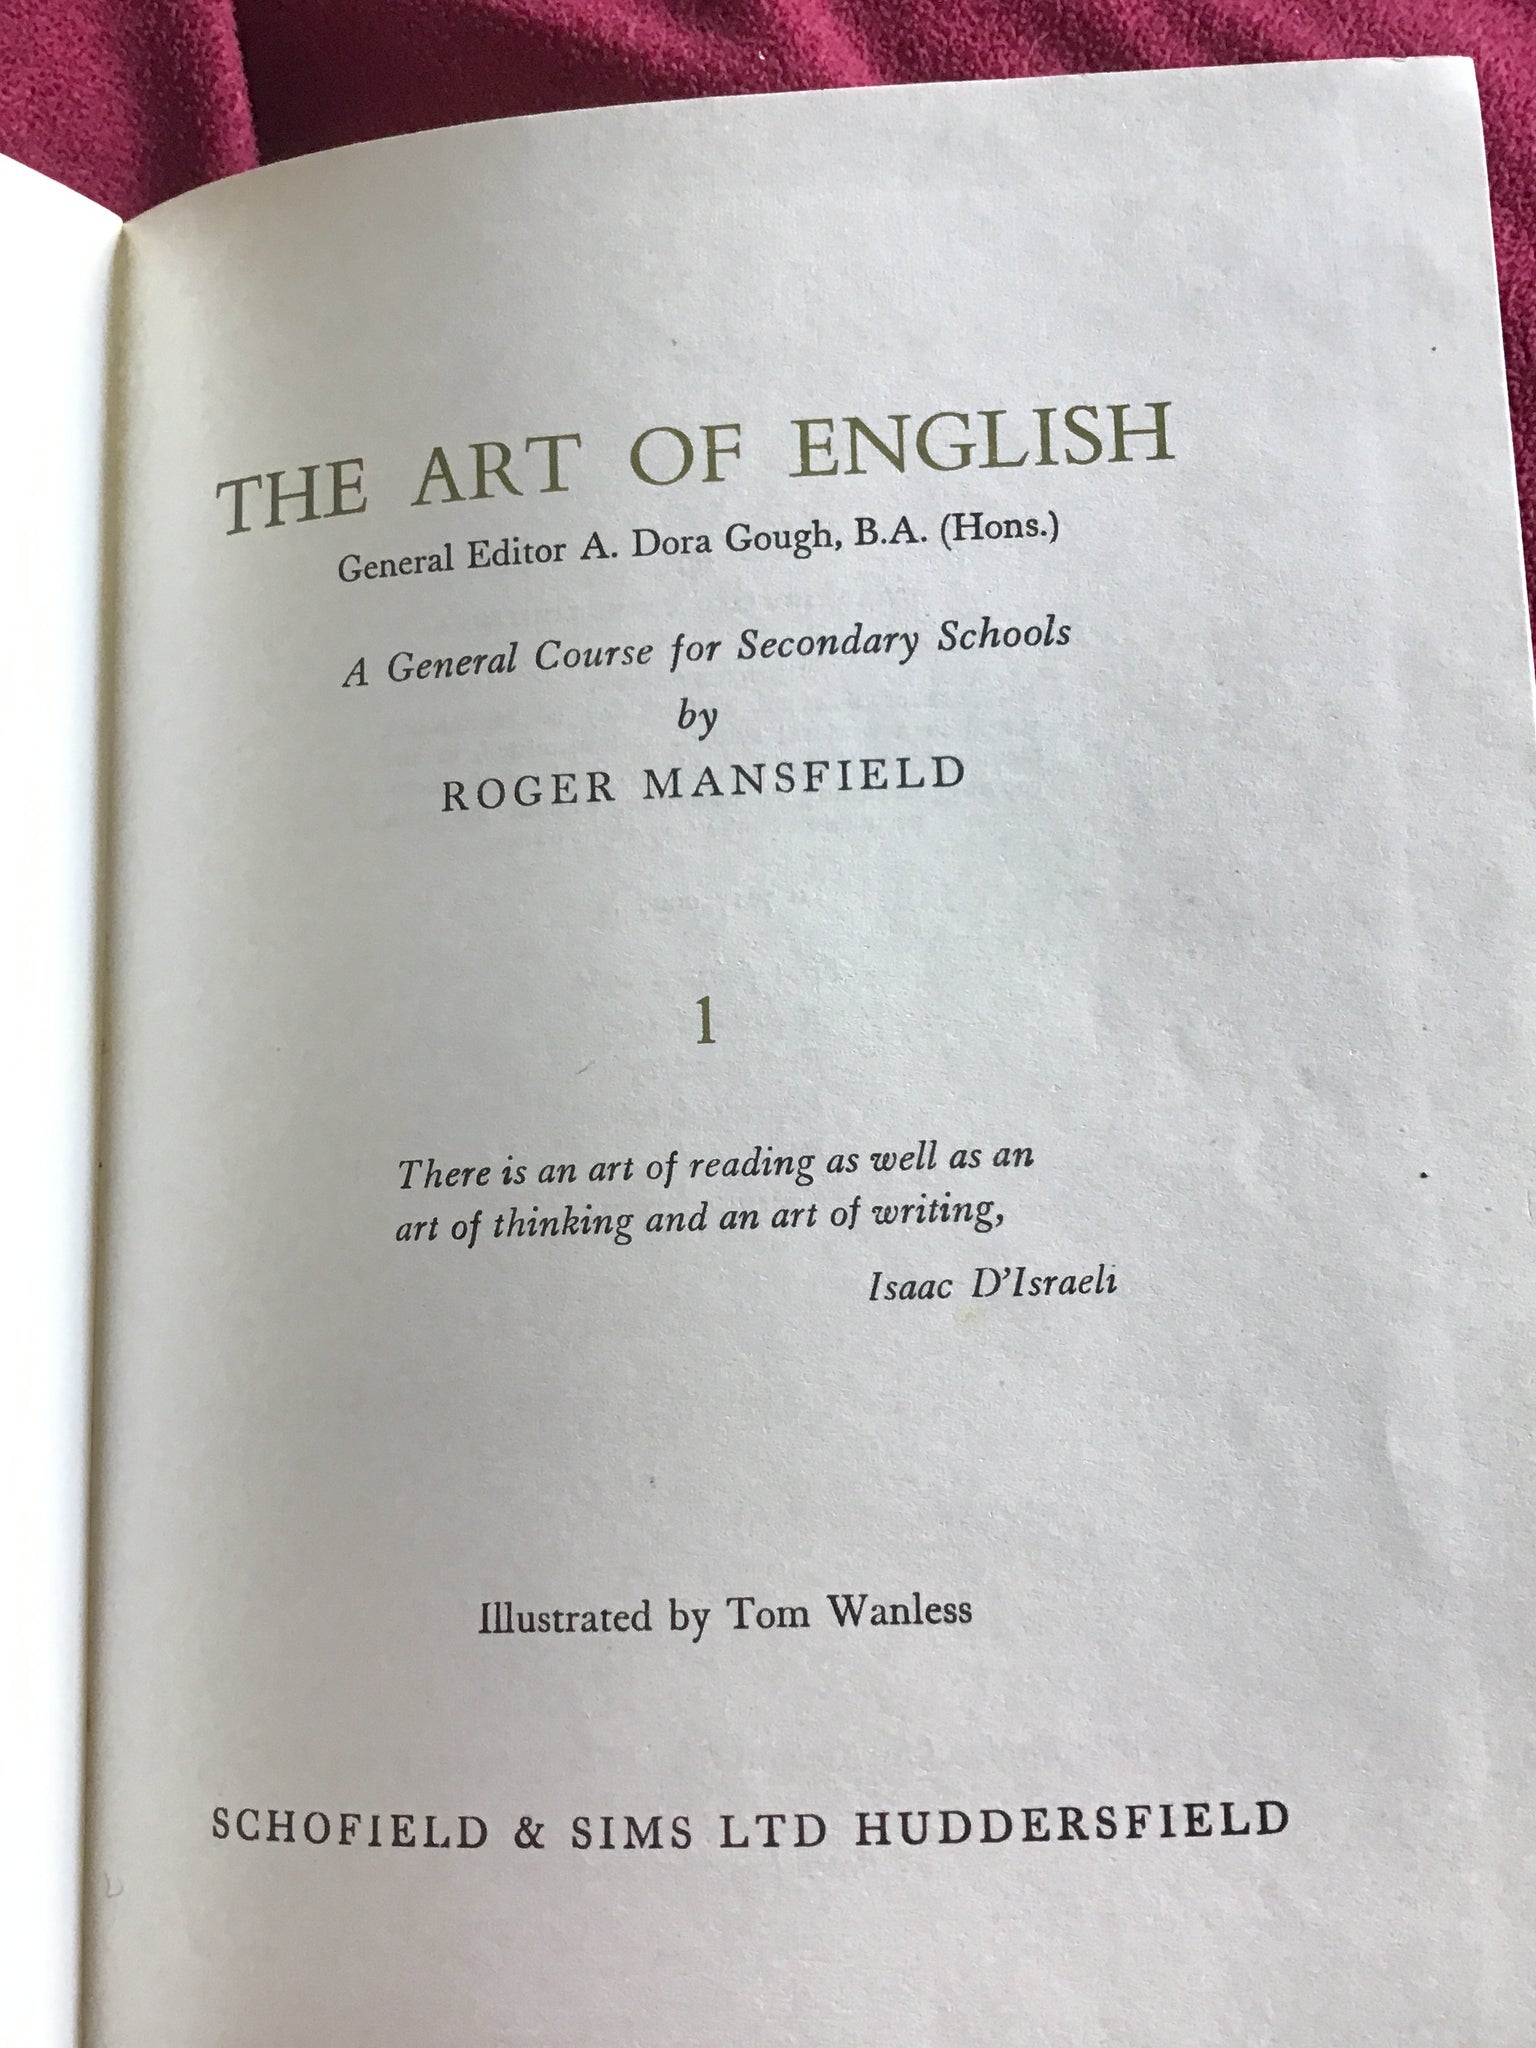 THE ART OF ENGLISH
General Editor A. Dora Gough, B.A. (Hons.)
A General Course for Secondary Schools
by
ROGER MANSFIELD
1
There is an art of reading as well as an
art of thinking and an art of writing,
Isaac D'Israeli
Illustrated by Tom Wanless
SCHOFIELD & SIMS LTD HUDDERSFIELD